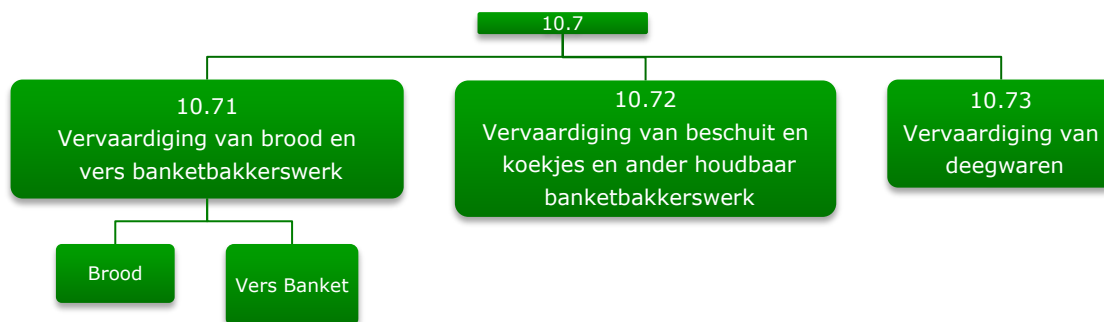 10.7
10.71
Vervaardiging van brood en
vers banketbakkerswerk
10.72
Vervaardiging van beschuit en
koekjes en ander houdbaar
banketbakkerswerk
10.73
Vervaardiging van
deegwaren
Brood
Vers Banket